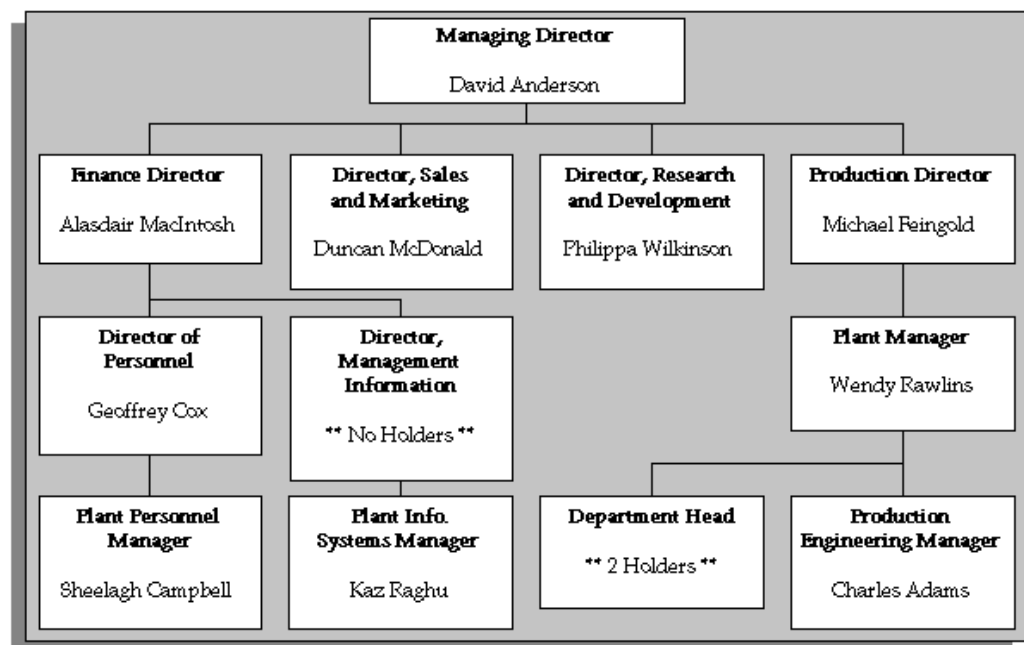 Managing Director
David Anderson
Finance Director
Alasdair MacIntosh
Director, Sales
and Marketing
Duncan McDonald
Director, Research
and Development
Philippa Wilkinson
Production Director
Michael Feingold
Director of
Personnel
Geoffrey Cox
Director,
Management
Information
** No Holders **
Plant Manager
Wendy Rawlins
Plant Personnel
Manager
Sheelagh Campbell
Plant Info.
Systems Manager
Kaz Raghu
Department Head
** 2 Holders **
Production
Engineering Manager
Charles Adams